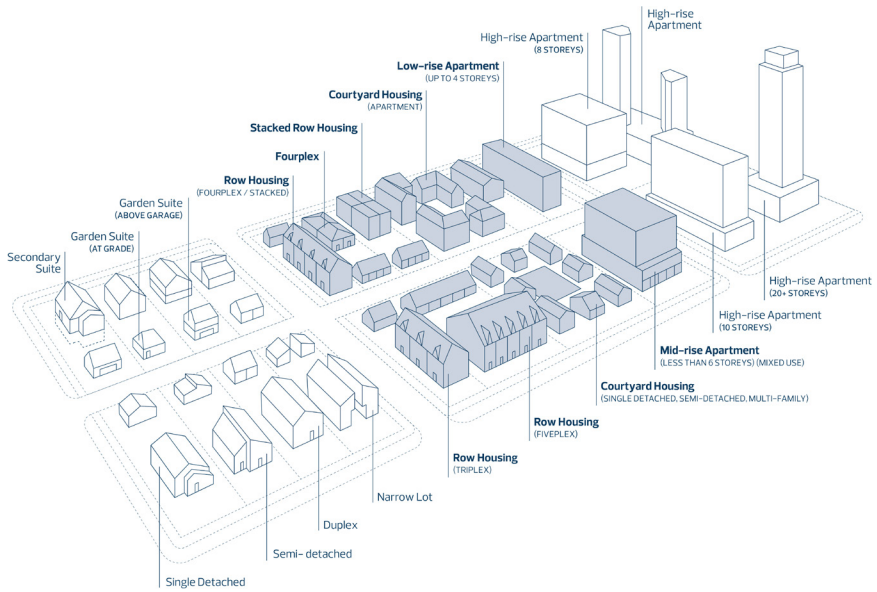 High-rise
Apartment
High-rise Apartment
(8 STOREYS)
Low-rise Apartment
(UP TO 4 STOREYS)
Courtyard Housing
(APARTMENT)
Stacked Row Housing
Fourplex
Row Housing
(FOURPLEX / STACKED)
Garden Suite
(ABOVE GARAGE)
Garden Suite
(AT GRADE)
Secondary
Suite
High-rise Apartment
(20+ STOREYS)
High-rise Apartment
(10 STOREYS)
Mid-rise Apartment
(LESS THAN 6 STOREYS) (MIXED USE)
Courtyard Housing
(SINGLE DETACHED, SEMI-DETACHED, MULTI-FAMILY)
Row Housing
(FIVEPLEX)
Row Housing
(TRIPLEX)
Narrow Lot
Duplex
Semi- detached
Single Detached